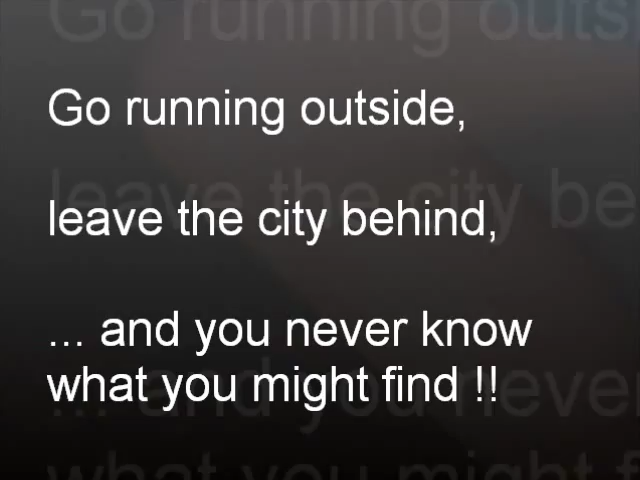 Go running outside,
leave the city behind,
... and you never know
what you might find !!